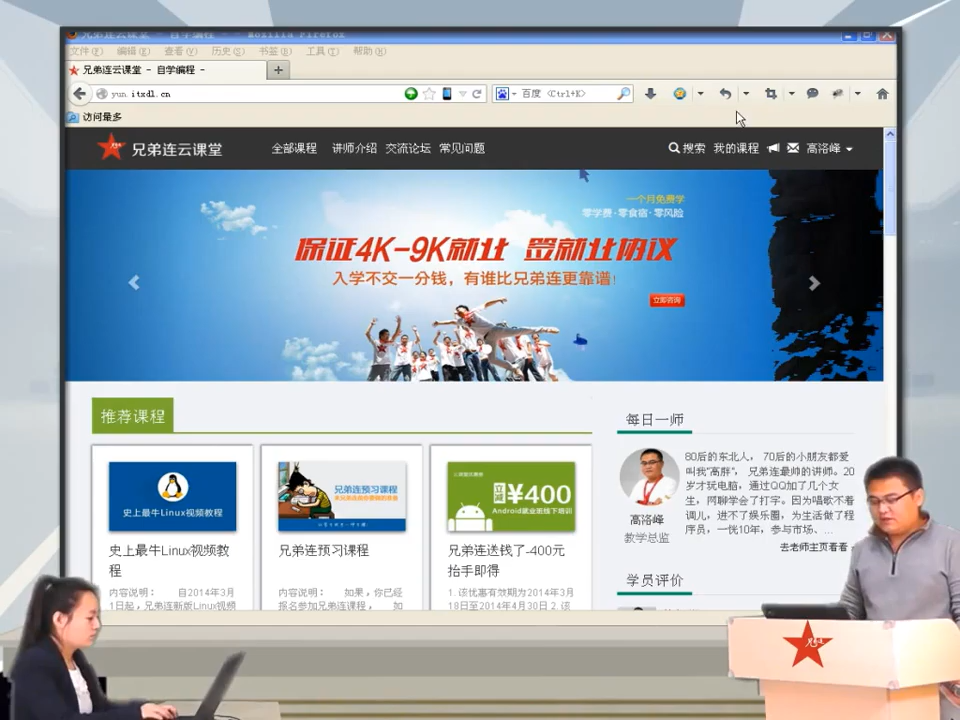 兄弟连云课堂 - 自学编程 - - Mozilla Firefox
文件(F) 编辑(E) 查看(V) 历史(S) 书签(B) 工具(T) 帮助(H)
兄弟连云课堂 - 自学编程 -
yun.itxdl.cn
百度 <Ctrl+K>
访问最多
兄弟连云课堂 全部课程 讲师介绍 交流论坛 常见问题 搜索 我的课程 高洛峰
一个月免费学
零学费·零食宿·零风险
保证4K-9K就业 签就业协议
入学不交一分钱,有谁比兄弟连更靠谱!
立即咨询
推荐课程
史上最牛Linux视频教程
史上最牛Linux视频教
程
内容说明: 自2014年3月
1日起,兄弟连新版Linux视频
兄弟连预习课程
兄弟连预习课程
内容说明: 如果,你已经
报名参加兄弟连课程, 如
立减¥400
Android就业班线下培训
兄弟连送钱了-400元
抬手即得
1.该优惠有效期为2014年3月
18日至2014年4月30日 2.该
每日一师
高洛峰
教学总监
80后的东北人, 70后的小朋友都爱
叫我"高胖", 兄弟连最帅的讲师。20
岁才玩电脑,通过QQ加了几个女
生,网聊学会了打字。因为唱歌不看
调儿,进不了娱乐圈,为生活做了程
序员,一恍10年,参与市场、...
去老师主页看看
学员评价